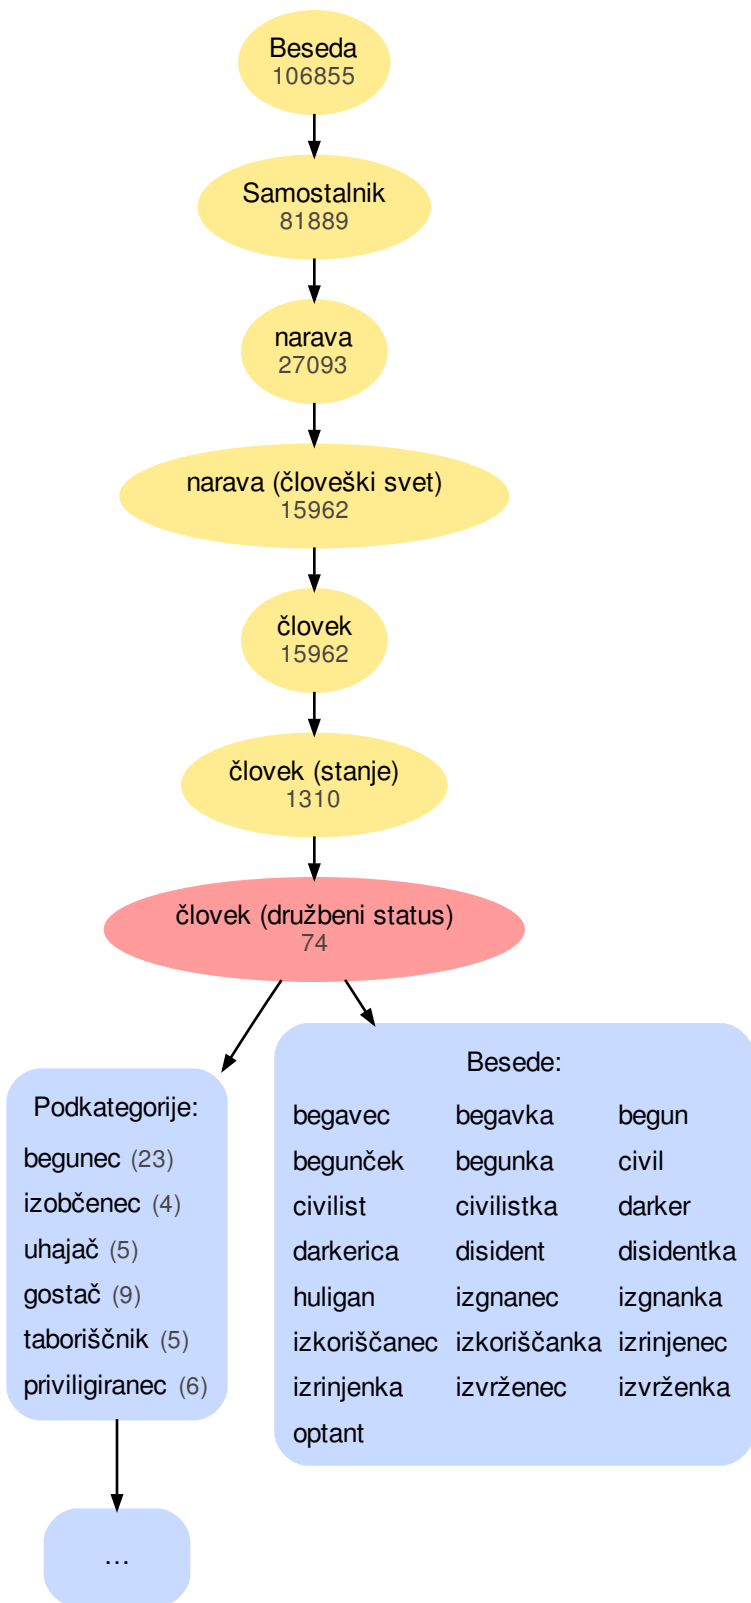 Beseda
106855
Samostalnik
81889
narava
27093
narava (človeški svet)
15962
človek
15962
človek (stanje)
1310
človek (družbeni status)
74
Podkategorije:
begunec (23)
izobčenec (4)
uhajač (5)
gostač (9)
taboriščnik (5)
priviligiranec (6)
...
Besede:
begavec begavka begun
begunček begunka civil
civilist civilistka darker
darkerica disident disidentka
huligan izgnanec izgnanka
izkoriščanec izkoriščanka izrinjenec
izrinjenka izvrženec izvrženka
optant